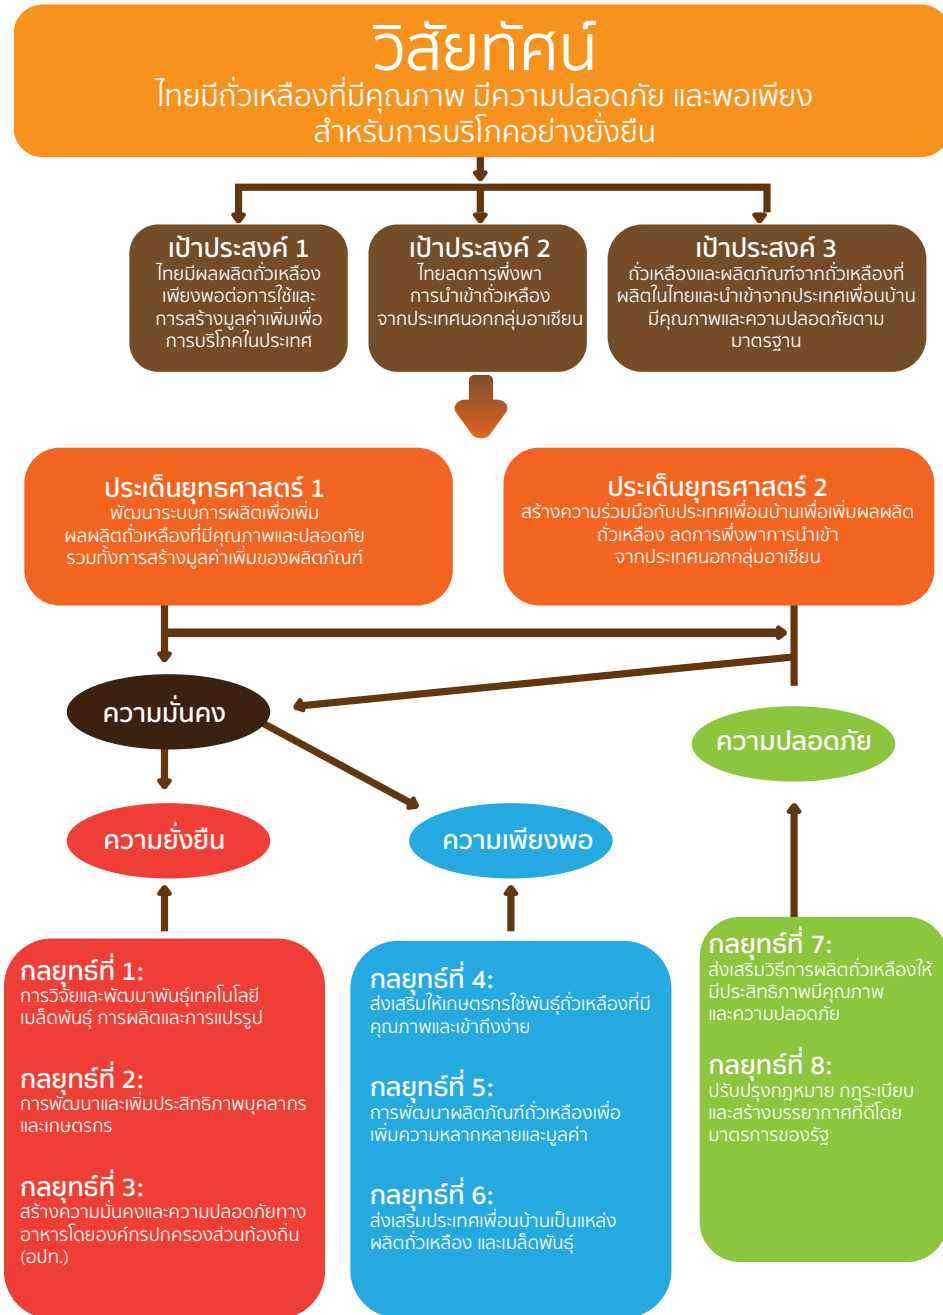 วิสัยทัศน์
ไทยมีถั่วเหลืองที่มีคุณภาพ มีความปลอดภัย และพอเพียง
สำหรับการบริโภคอย่างยั่งยืน
เป้าประสงค์ 1
ไทยมีผลผลิตถั่วเหลือง
เพียงพอต่อการใช้และ
การสร้างมูลค่าเพิ่มเพื่อ
การบริโภคในประเทศ
เป้าประสงค์ 2
ไทยลดการพึ่งพา
การนำเข้าถั่วเหลือง
จากประเทศนอกกลุ่มอาเซียน
เป้าประสงค์ 3
ถั่วเหลืองและผลิตภัณฑ์จากถั่วเหลืองที่
ผลิตในไทยและนำเข้าจากประเทศเพื่อนบ้าน
มีคุณภาพและความปลอดภัยตาม
มาตรฐาน
ประเด็นยุทธศาสตร์ 1
พัฒนาระบบการผลิตเพื่อเพิ่ม
ผลผลิตถั่วเหลืองที่มีคุณภาพและปลอดภัย
รวมทั้งการสร้างมูลค่าเพิ่มของผลิตภัณฑ์
ประเด็นยุทธศาสตร์ 2
สร้างความร่วมมือกับประเทศเพื่อนบ้านเพื่อเพิ่มผลผลิต
ถั่วเหลือง ลดการพึ่งพาการนำเข้า
จากประเทศนอกกลุ่มอาเซียน
ความมั่นคง
ความปลอดภัย
ความยั่งยืน
ความเพียงพอ
กลยุทธ์ที่ 1:
การวิจัยและพัฒนาพันธุ์เทคโนโลยี
เมล็ดพันธุ์ การผลิตและการแปรรูป
กลยุทธ์ที่ 2:
การพัฒนาและเพิ่มประสิทธิภาพบุคลากร
และเกษตรกร
กลยุทธ์ที่ 3:
สร้างความมั่นคงและความปลอดภัยทาง
อาหารโดยองค์กรปกครองส่วนท้องถิ่น
(อปท.)
กลยุทธ์ที่ 4:
ส่งเสริมให้เกษตรกรใช้พันธุ์ถั่วเหลืองที่มี
คุณภาพและเข้าถึงง่าย
กลยุทธ์ที่ 5:
การพัฒนาผลิตภัณฑ์ถั่วเหลืองเพื่อ
เพิ่มความหลากหลายและมูลค่า
กลยุทธ์ที่ 6:
ส่งเสริมประเทศเพื่อนบ้านเป็นแหล่ง
ผลิตถั่วเหลือง และเมล็ดพันธุ์
กลยุทธ์ที่ 7:
ส่งเสริมวิธีการผลิตถั่วเหลืองให้
มีประสิทธิภาพมีคุณภาพ
และความปลอดภัย
กลยุทธ์ที่ 8:
ปรับปรุงกฎหมาย กฎระเบียบ
และสร้างบรรยากาศที่ดีโดย
มาตรการของรัฐ